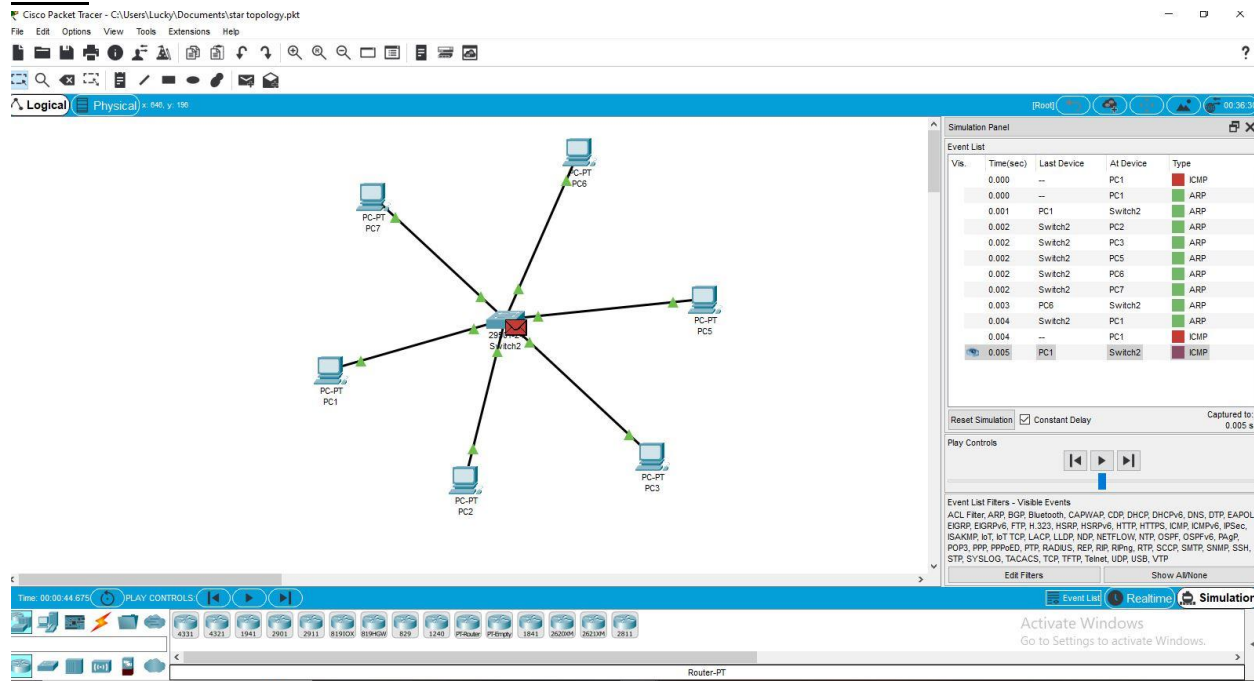 Cisco Packet Tracer - C:\Users\Lucky\Documents\star topology.pkt
File Edit Options View Tools Extensions Help
?
Logical Physical x: 646, y: 196 [Root] 00:36:30
PC-PT
PC6
PC-PT
PC7
PC-PT
PC5
Switch2
PC-PT
PC1
PC-PT
PC3
PC-PT
PC2
Simulation Panel
Event List
Vis. Time(sec) Last Device At Device Type
0.000 -- PC1 ICMP
0.000 -- PC1 ARP
0.001 PC1 Switch2 ARP
0.002 Switch2 PC2 ARP
0.002 Switch2 PC3 ARP
0.002 Switch2 PC5 ARP
0.002 Switch2 PC6 ARP
0.002 Switch2 PC7 ARP
0.003 PC6 Switch2 ARP
0.004 Switch2 PC1 ARP
0.004 -- PC1 ICMP
0.005 PC1 Switch2 ICMP
Reset Simulation Constant Delay Captured to:
0.005 s
Play Controls
Event List Filters - Visible Events
ACL Filter, ARP, BGP, Bluetooth, CAPWAP, CDP, DHCP, DHCPv6, DNS, DTP, EAPOL,
EIGRP, EIGRPv6, FTP, H.323, HSRP, HSRPv6, HTTP, HTTPS, ICMP, ICMPv6, IPSec,
ISAKMP, IoT, IoT TCP, LACP, LLDP, NDP, NETFLOW, NTP, OSPF, OSPFv6, PAgP,
POP3, PPP, PPPoED, PTP, RADIUS, REP, RIP, RIPng, RTP, SCCP, SMTP, SNMP, SSH,
STP, SYSLOG, TACACS, TCP, TFTP, Telnet, UDP, USB, VTP
Edit Filters Show All/None
Time: 00:00:44.675 PLAY CONTROLS: Event List Realtime Simulation
4331 4321 1941 2901 2911 819IOX 819HGW 829 1240 PT-Router PT-Empty 1841 2620XM 2621XM 2811
Activate Windows
Go to Settings to activate Windows.
Router-PT